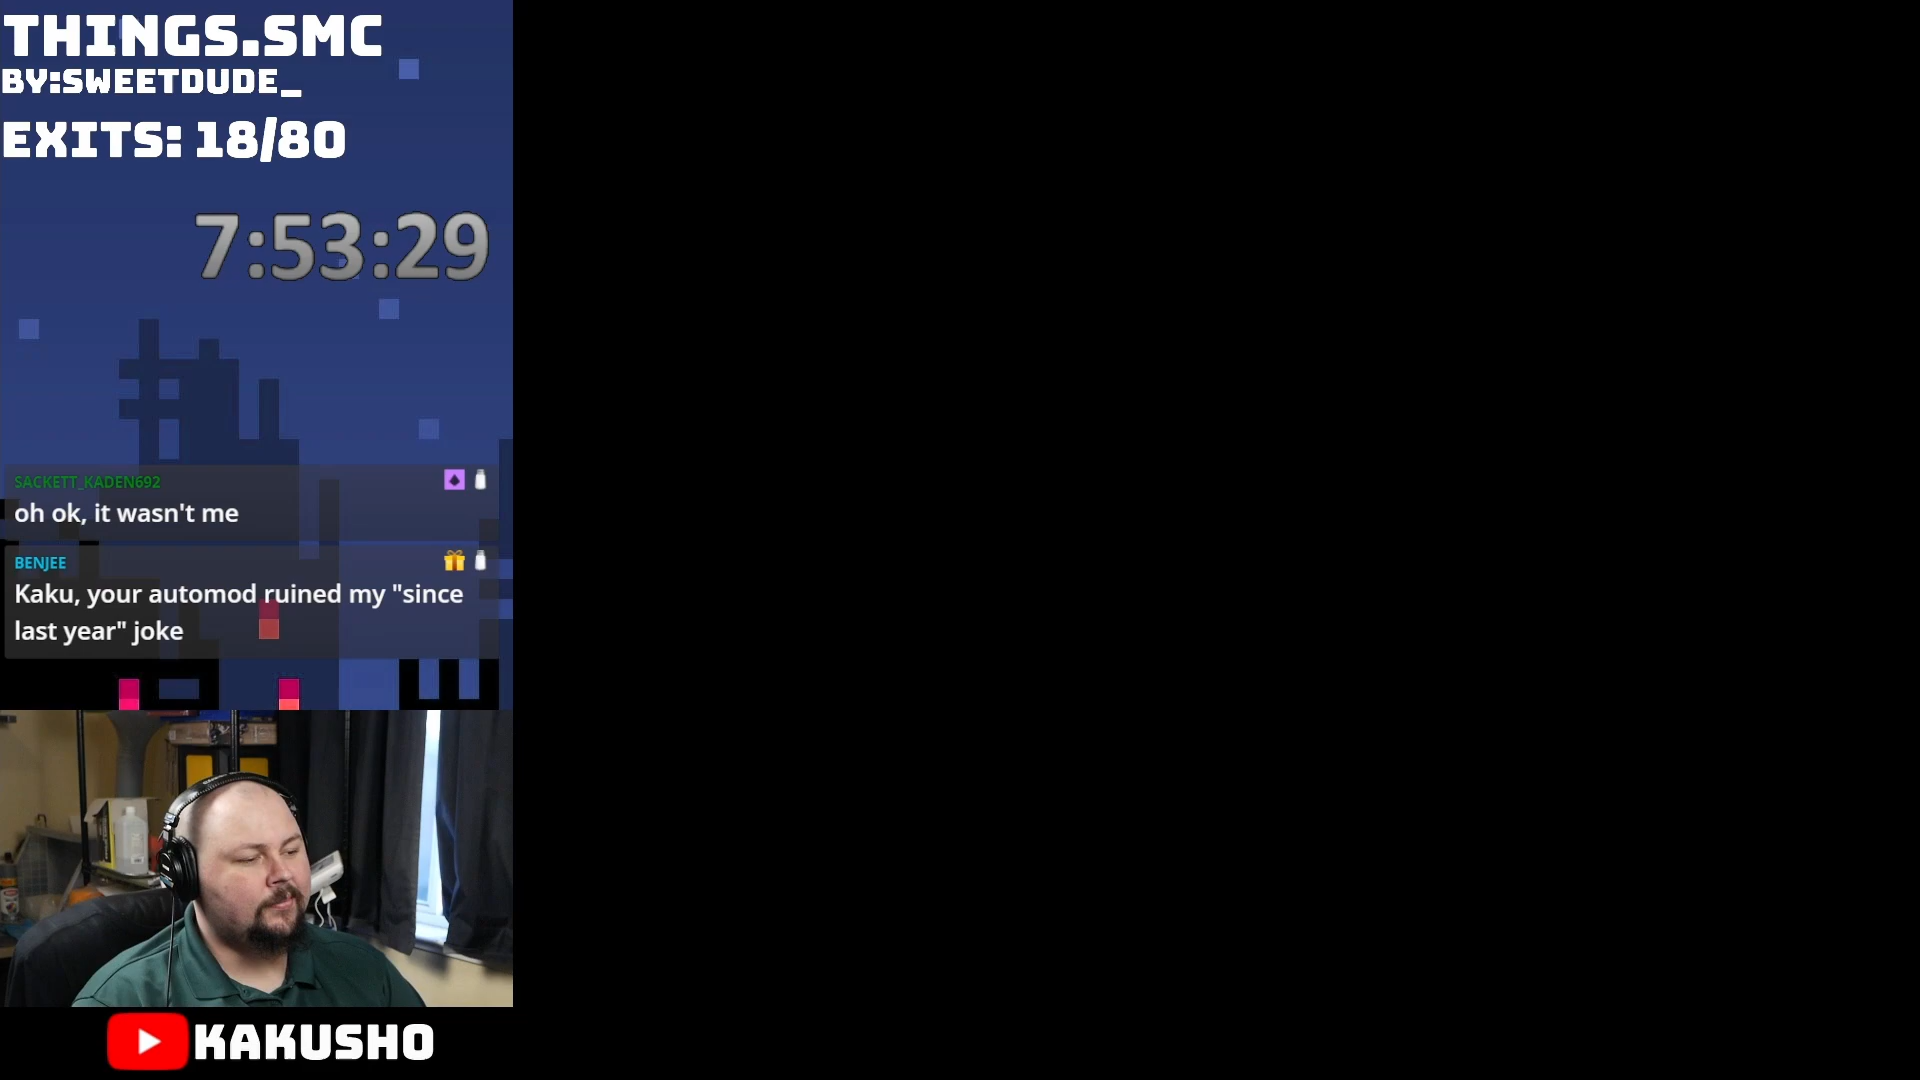 THINGS.SMC
BY:SWEETDUDE_
EXITS: 18/80
7:53:29
SACKETT_KADEN692
oh ok, it wasn't me
BENJEE
Kaku, your automod ruined my "since
last year" joke
KAKUSHO